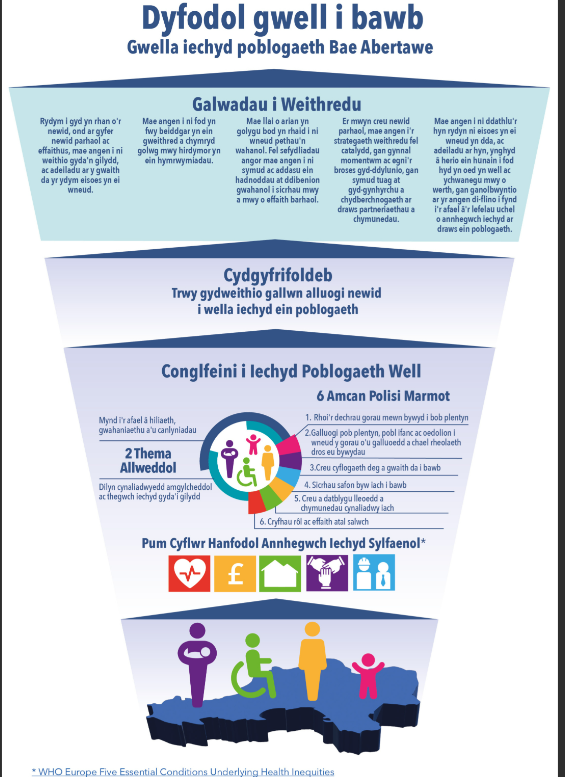 Dyfodol gwell i bawb
Gwella iechyd poblogaeth Bae Abertawe
Galwadau i Weithredu
Rydym i gyd yn rhan o'r
newid, ond ar gyfer
newid parhaol ac
effaithus, mae angen i ni
weithio gyda'n gilydd,
ac adeiladu ar y gwaith
da yr ydym eisoes yn ei
wneud.
Mae angen i ni fod yn
fwy beiddgar yn ein
gweithred a chymryd
golwg mwy hirdymor yn
ein hymrwymiadau.
Mae llai o arian yn
golygu bod yn rhaid i ni
wneud pethau'n
wahanol. Fel sefydliadau
angor mae angen i ni
symud ac addasu ein
hadnoddau at ddibenion
gwahanol i sicrhau mwy
a mwy o effaith barhaol.
Er mwyn creu newid
parhaol, mae angen i'r
strategaeth weithredu fel
catalydd, gan gynnal
momentwm ac egni'r
broses gyd-ddylunio, gan
symud tuag at
gyd-gynhyrchu a
chydberchnogaeth ar
draws partneriaethau a
chymunedau.
Mae angen i ni ddathlu'r
hyn rydym ni eisoes yn ei
wneud yn dda, ac
adeiladu ar hyn, ynghyd
â herio ein hunain i fod
hyd yn oed yn well ac
ychwanegu mwy o
werth, gan ganolbwyntio
ar yr angen di-flino i fynd
i'r afael â'r lefelau uchel
o annhegwch iechyd ar
draws ein poblogaeth.
Cydgyfrifoldeb
Trwy gydweithio gallwn alluogi newid
i wella iechyd ein poblogaeth
Conglfeini i Iechyd Poblogaeth Well
6 Amcan Polisi Marmot
Mynd i'r afael â hiliaeth,
gwahaniaethu a'u canlyniadau
2 Thema
Allweddol
Dilyn cynaliadwyedd amgylcheddol
ac thegwch iechyd gyda'i gilydd
1. Rhoi'r dechrau gorau mewn bywyd i bob plentyn
2.Galluogi pob plentyn, pobl ifanc ac oedolion i
wneud y gorau o'u galluoedd a chael rheolaeth
dros eu bywydau
3.Creu cyflogaeth deg a gwaith da i bawb
4. Sicrhau safon byw iach i bawb
5. Creu a datblygu lleoedd a
chymunedau cynaliadwy iach
6. Cryfhau rôl ac effaith atal salwch
Pum Cyflwr Hanfodol Annhegwch Iechyd Sylfaenol*
£
* WHO Europe Five Essential Conditions Underlying Health Inequities